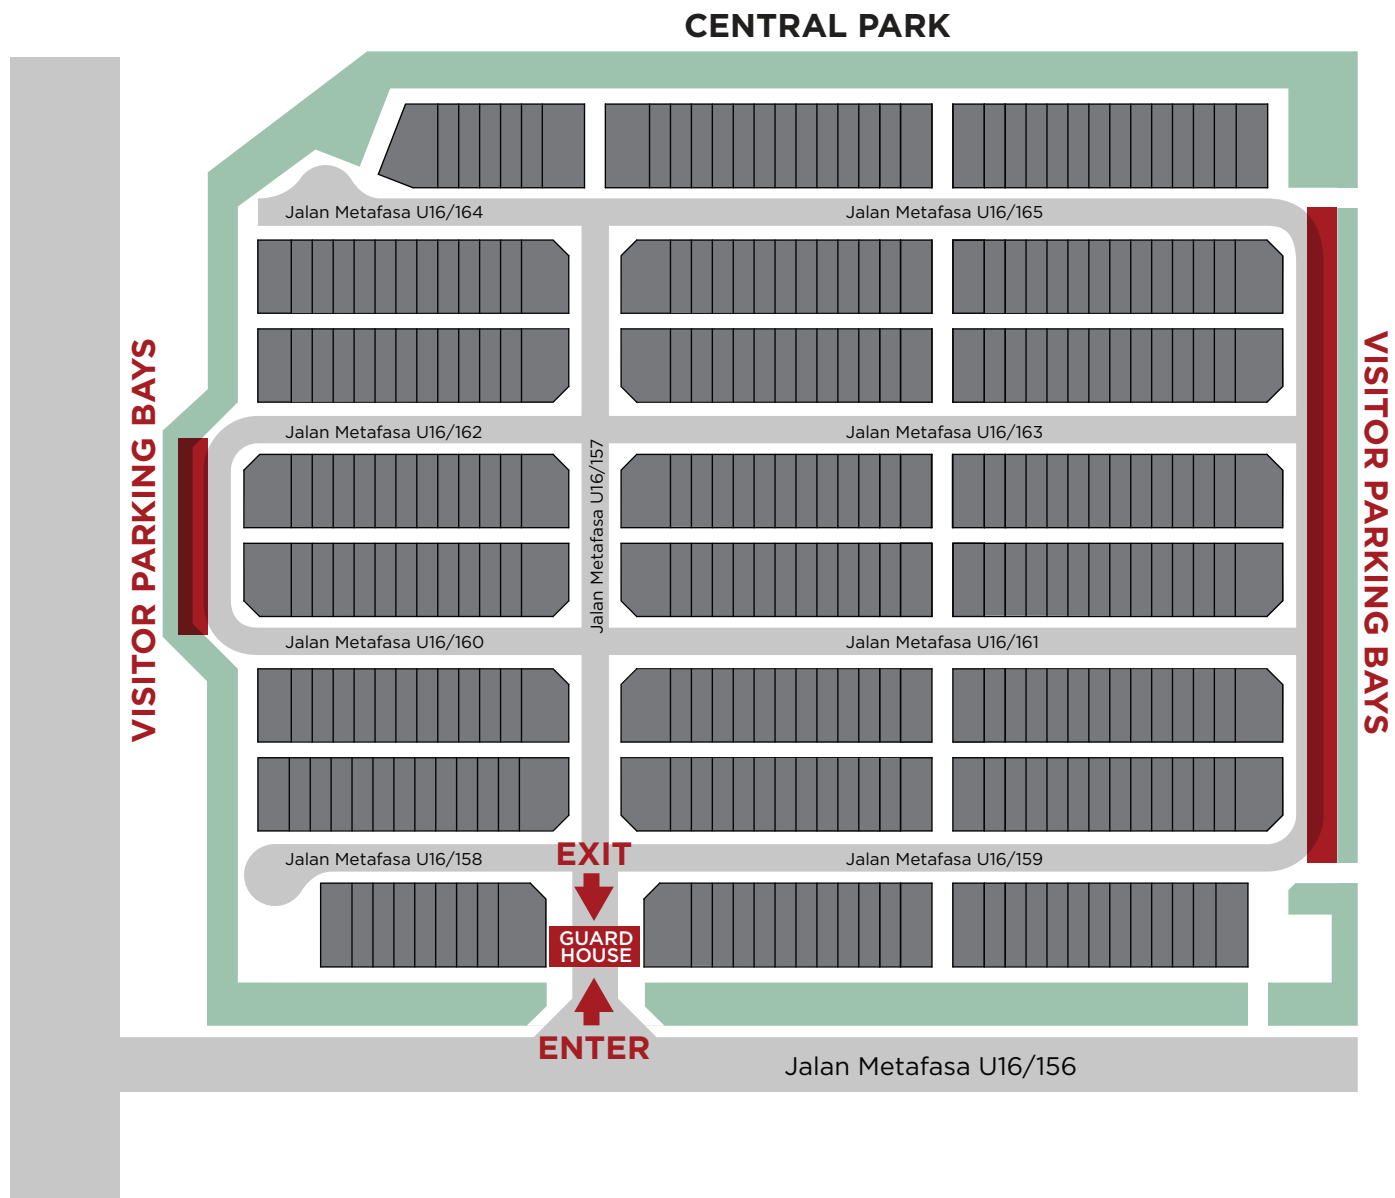 CENTRAL PARK
Jalan Metafasa U16/164
Jalan Metafasa U16/165
VISITOR PARKING BAYS
VISITOR PARKING BAYS
Jalan Metafasa U16/162
Jalan Metafasa U16/163
Jalan Metafasa U16/157
Jalan Metafasa U16/160
Jalan Metafasa U16/161
Jalan Metafasa U16/158
EXIT
Jalan Metafasa U16/159
GUARD
HOUSE
ENTER
Jalan Metafasa U16/156